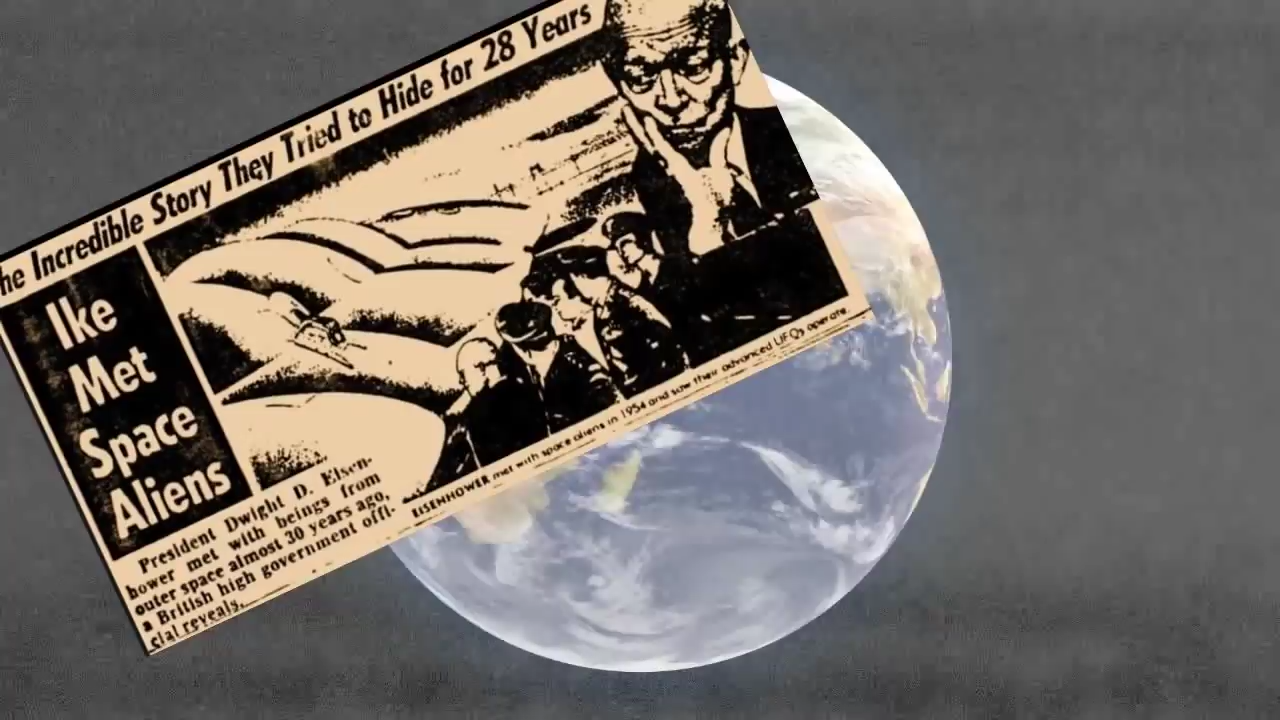 he Incredible Story They Tried to Hide for 28 Years
Ike
Met
Space
Aliens
President Dwight D. Eisen-
hower met with beings from
outer space almost 30 years ago,
a British high government offi-
cial reveals.
EISENHOWER met with space aliens in 1954 and saw their advanced UFOs operate.